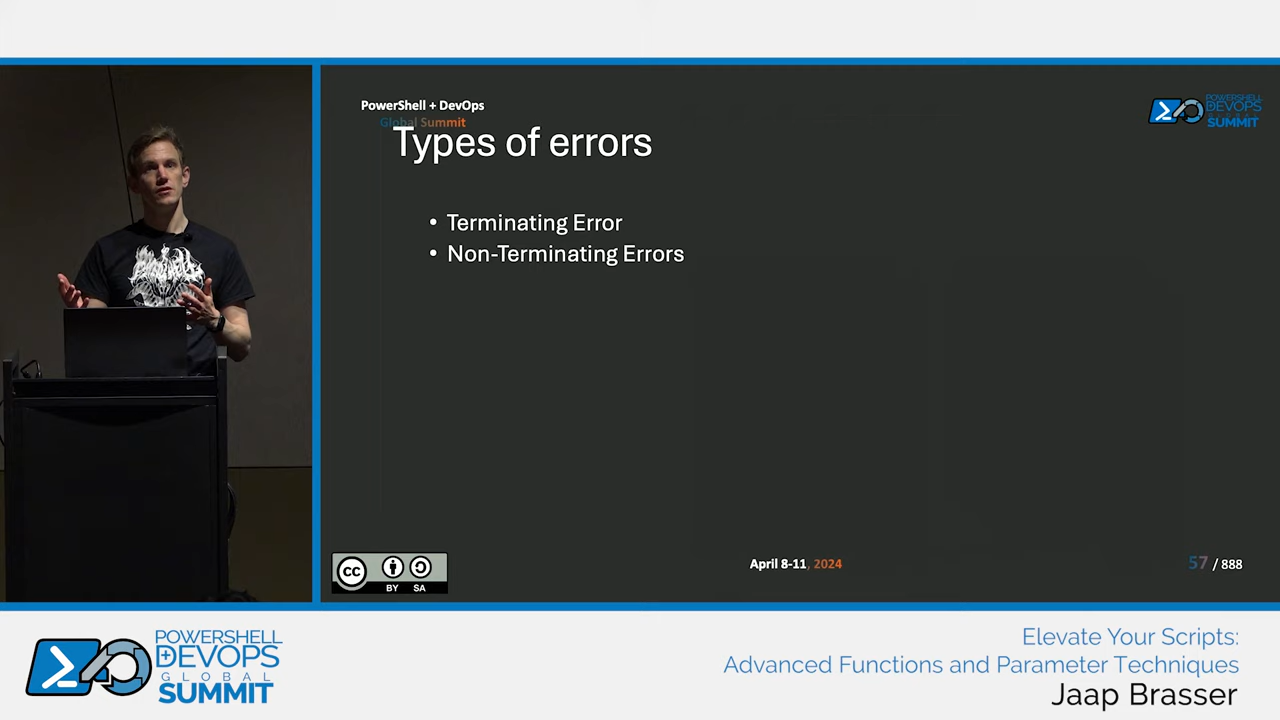 PowerShell + DevOps
Global Summit
Types of errors
• Terminating Error
• Non-Terminating Errors
POWERSHELL
DEVOPS
GLOBAL
SUMMIT
CC
BY SA
April 8-11, 2024
57 / 888
POWERSHELL
DEVOPS
GLOBAL
SUMMIT
Elevate Your Scripts:
Advanced Functions and Parameter Techniques
Jaap Brasser